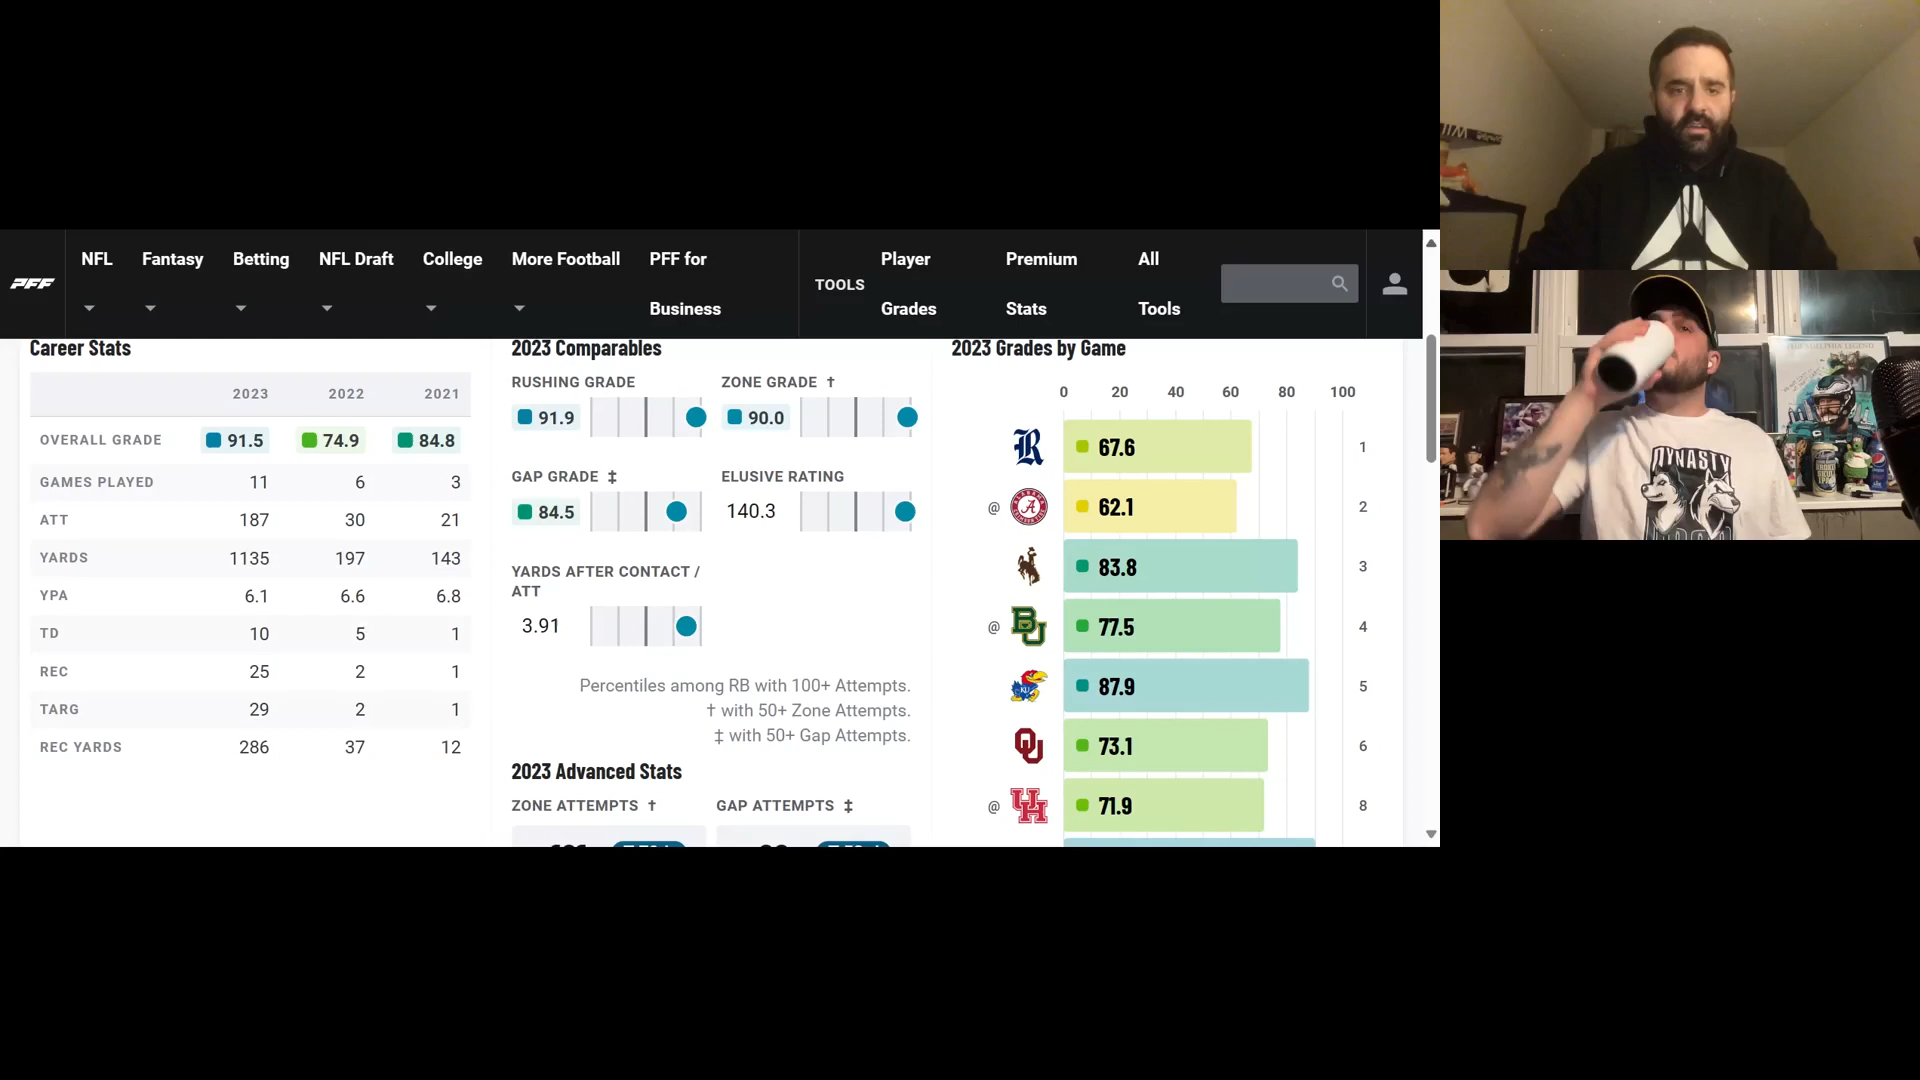 PFF
NFL
Fantasy
Betting
NFL Draft
College
More Football
PFF for
Business
TOOLS
Player
Grades
Premium
Stats
All
Tools
Career Stats
2023 2022 2021
OVERALL GRADE 91.5 74.9 84.8
GAMES PLAYED 11 6 3
ATT 187 30 21
YARDS 1135 197 143
YPA 6.1 6.6 6.8
TD 10 5 1
REC 25 2 1
TARG 29 2 1
REC YARDS 286 37 12
2023 Comparables
RUSHING GRADE
91.9
ZONE GRADE †
90.0
GAP GRADE ‡
84.5
ELUSIVE RATING
140.3
YARDS AFTER CONTACT /
ATT
3.91
Percentiles among RB with 100+ Attempts.
† with 50+ Zone Attempts.
‡ with 50+ Gap Attempts.
2023 Advanced Stats
ZONE ATTEMPTS †
GAP ATTEMPTS ‡
2023 Grades by Game
0 20 40 60 80 100
R 67.6 1
@ A 62.1 2
83.8 3
@ BU 77.5 4
KU 87.9 5
OU 73.1 6
@ UH 71.9 8
DYNASTY